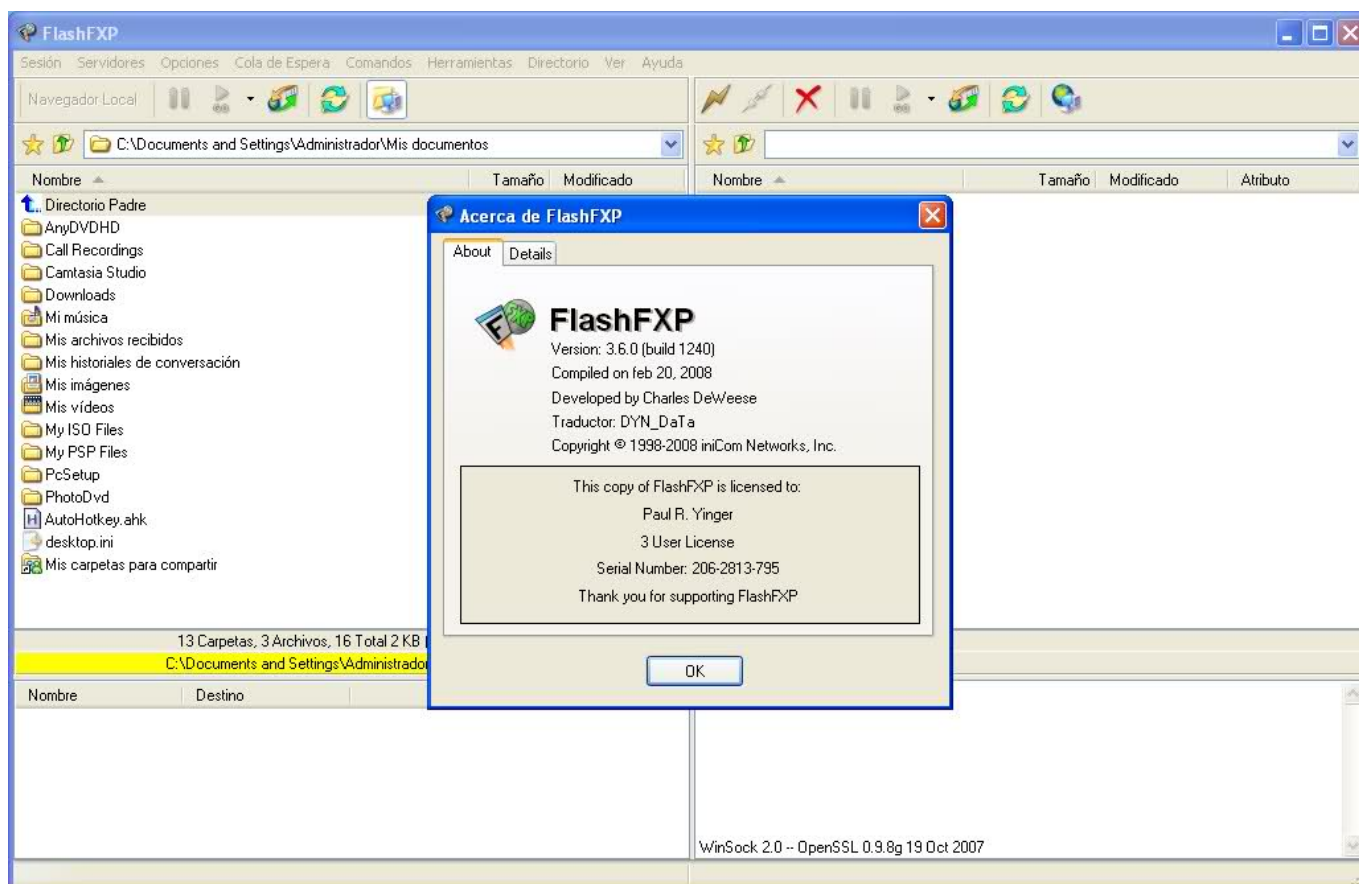 FlashFXP
Sesión Servidores Opciones Cola de Espera Comandos Herramientas Directorio Ver Ayuda
Navegador Local
C:\Documents and Settings\Administrador\Mis documentos
Nombre Tamaño Modificado
Nombre Tamaño Modificado Atributo
Directorio Padre
AnyDVDHD
Call Recordings
Camtasia Studio
Downloads
Mi música
Mis archivos recibidos
Mis historiales de conversación
Mis imágenes
Mis vídeos
My ISO Files
My PSP Files
PcSetup
PhotoDvd
AutoHotkey.ahk
desktop.ini
Mis carpetas para compartir
13 Carpetas, 3 Archivos, 16 Total 2 KB
C:\Documents and Settings\Administrador
Nombre Destino
Acerca de FlashFXP
About Details
FlashFXP
Version: 3.6.0 (build 1240)
Compiled on feb 20, 2008
Developed by Charles DeWeese
Traductor: DYN_DaTa
Copyright © 1998-2008 iniCom Networks, Inc.
This copy of FlashFXP is licensed to:
Paul R. Yinger
3 User License
Serial Number: 206-2813-795
Thank you for supporting FlashFXP
OK
WinSock 2.0 -- OpenSSL 0.9.8g 19 Oct 2007